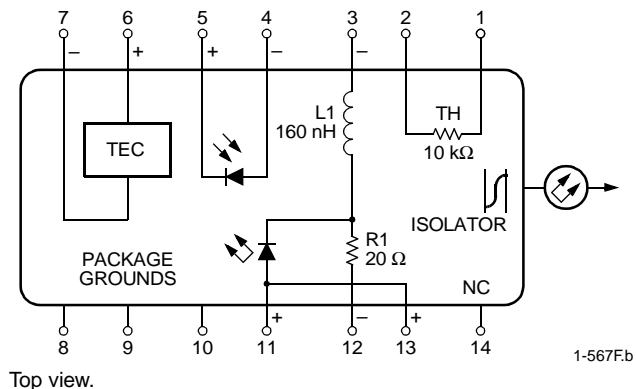 7 6 5 4 3 2 1
– + + – –
L1
160 nH
TH
10 kΩ
TEC
ISOLATOR
R1
20 Ω
PACKAGE
GROUNDS
NC
+ – +
8 9 10 11 12 13 14
1-567F.b
Top view.